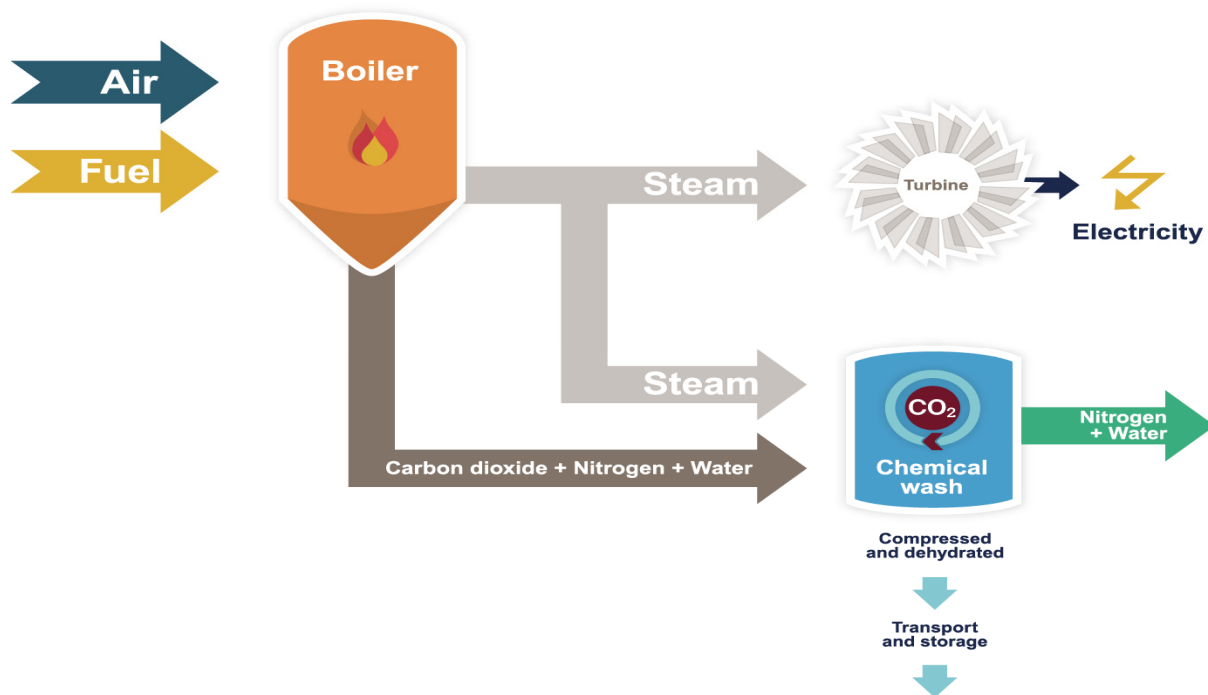 Air
Fuel
Boiler
Steam
Turbine
Electricity
Steam
Carbon dioxide + Nitrogen + Water
CO₂
Chemical
wash
Nitrogen
+ Water
Compressed
and dehydrated
Transport
and storage